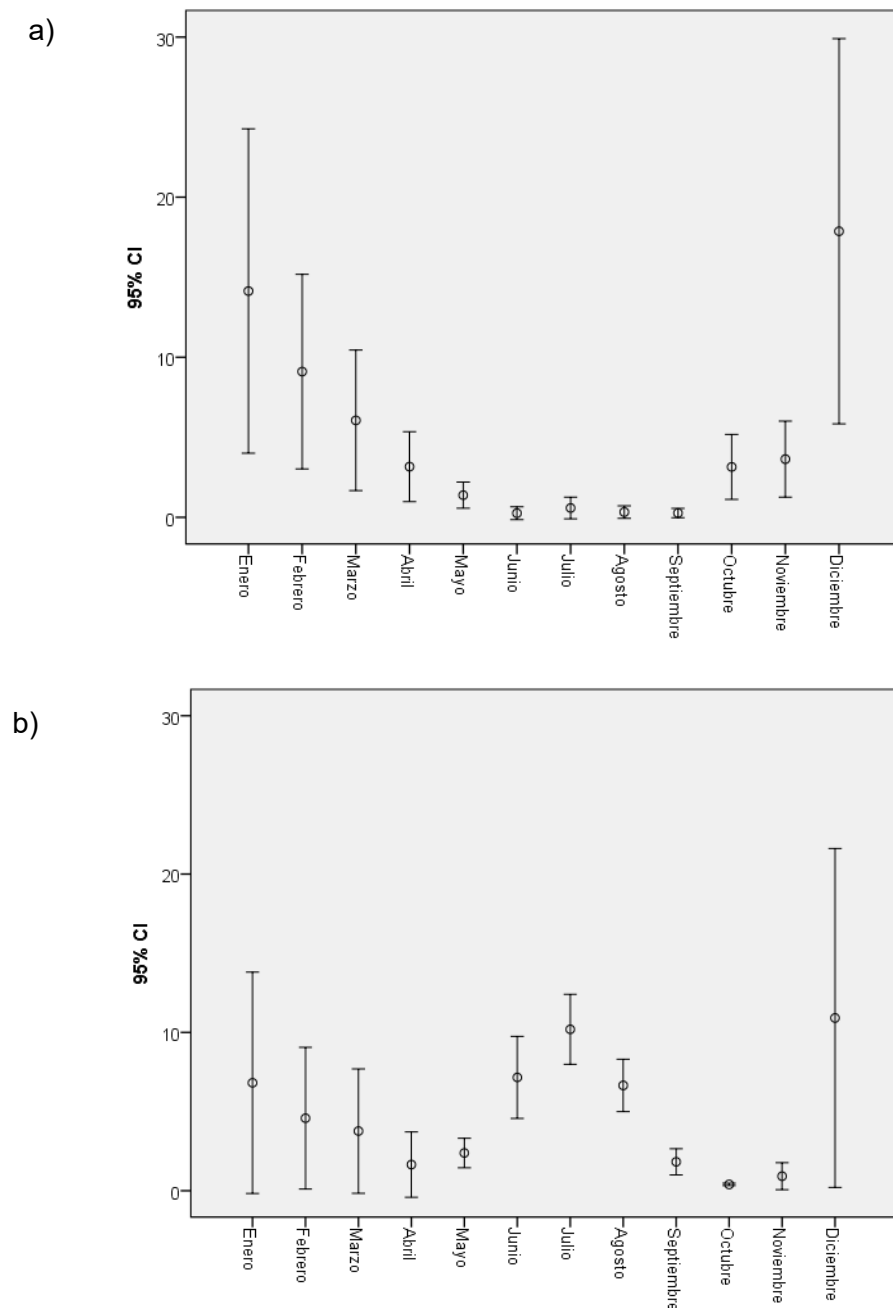 a)
30
20
10
0
95% CI
Enero
Febrero
Marzo
Abril
Mayo
Junio
Julio
Agosto
Septiembre
Octubre
Noviembre
Diciembre
b)
30
20
10
0
95% CI
Enero
Febrero
Marzo
Abril
Mayo
Junio
Julio
Agosto
Septiembre
Octubre
Noviembre
Diciembre